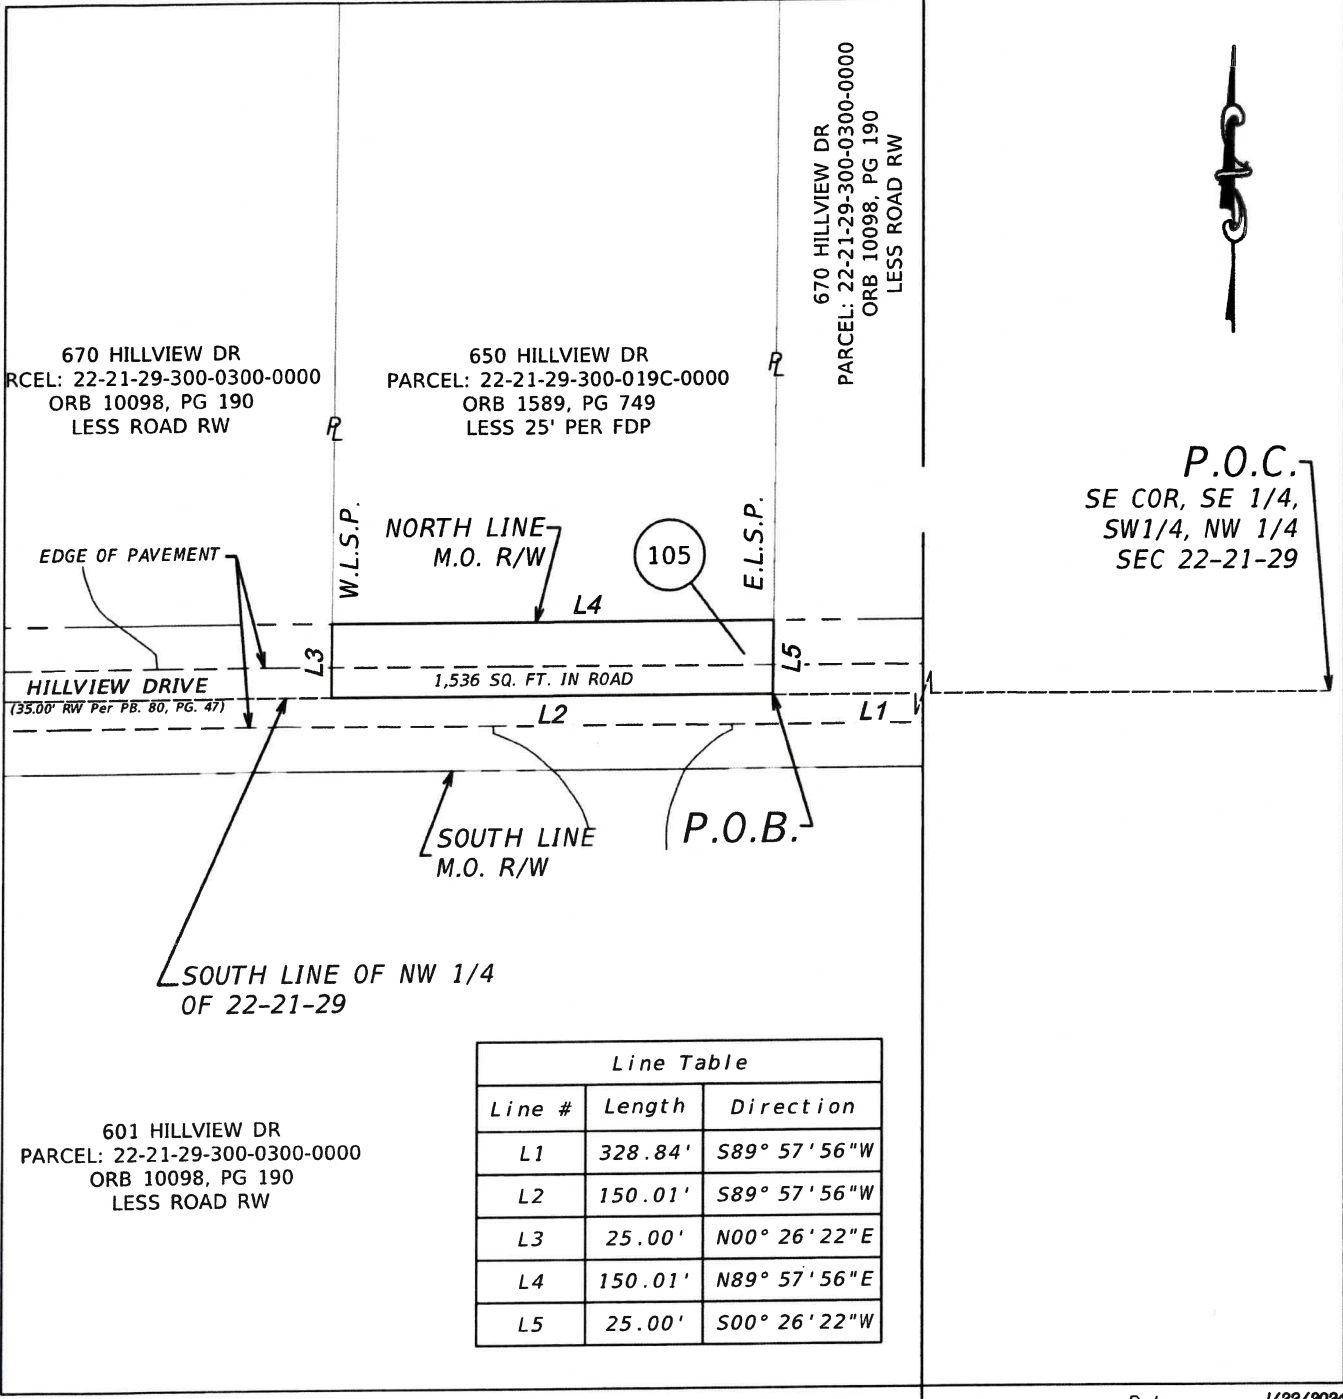 670 HILLVIEW DR
PARCEL: 22-21-29-300-0300-0000
ORB 10098, PG 190
LESS ROAD RW
670 HILLVIEW DR
RCEL: 22-21-29-300-0300-0000
ORB 10098, PG 190
LESS ROAD RW
650 HILLVIEW DR
PARCEL: 22-21-29-300-019C-0000
ORB 1589, PG 749
LESS 25' PER FDP
PL
PL
P.O.C.
SE COR, SE 1/4,
SW1/4, NW 1/4
SEC 22-21-29
W.L.S.P.
NORTH LINE
M.O. R/W
105
E.L.S.P.
EDGE OF PAVEMENT
L4
L3
L5
1,536 SQ. FT. IN ROAD
HILLVIEW DRIVE
(35.00' RW Per PB. 80, PG. 47)
L2
L1
SOUTH LINE
M.O. R/W
P.O.B.
SOUTH LINE OF NW 1/4
OF 22-21-29
601 HILLVIEW DR
PARCEL: 22-21-29-300-0300-0000
ORB 10098, PG 190
LESS ROAD RW
Line Table
Line # Length Direction
L1 328.84' S89° 57'56"W
L2 150.01' S89° 57'56"W
L3 25.00' N00° 26'22"E
L4 150.01' N89° 57'56"E
L5 25.00' S00° 26'22"W